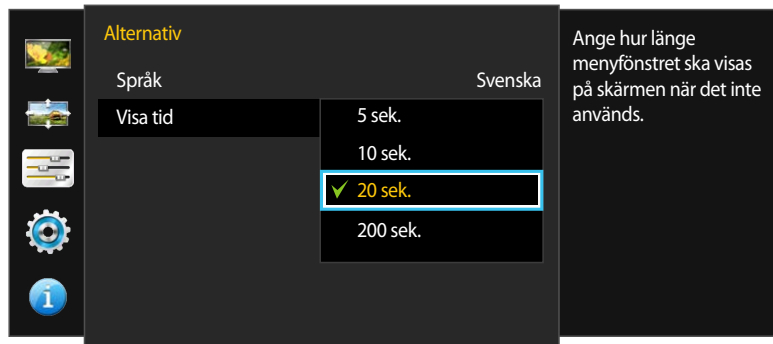 Alternativ
Språk Svenska
Visa tid 5 sek.
10 sek.
20 sek.
200 sek.
Ange hur länge
menyfönstret ska visas
på skärmen när det inte
används.